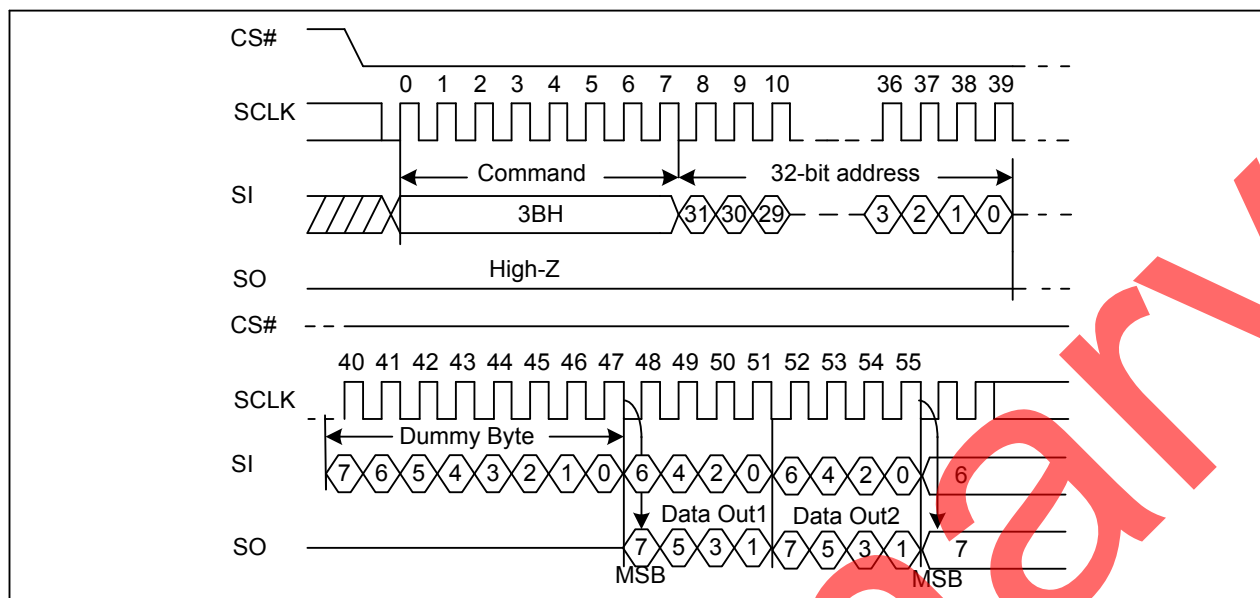 CS#
0 1 2 3 4 5 6 7 8 9 10 36 37 38 39
SCLK
Command 32-bit address
SI
3BH 31 30 29 3 2 1 0
High-Z
SO
CS#
40 41 42 43 44 45 46 47 48 49 50 51 52 53 54 55
SCLK
Dummy Byte
SI
7 6 5 4 3 2 1 0 6 4 2 0 6 4 2 0 6
Data Out1 Data Out2
SO
7 5 3 1 7 5 3 1 7
MSB MSB